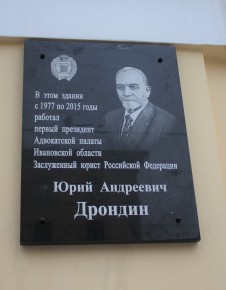 В этом здании
с 1977 по 2015 годы
работал
первый президент
Адвокатской палаты
Ивановской области
Заслуженный юрист Российской Федерации
Юрий Андреевич
Дрондин